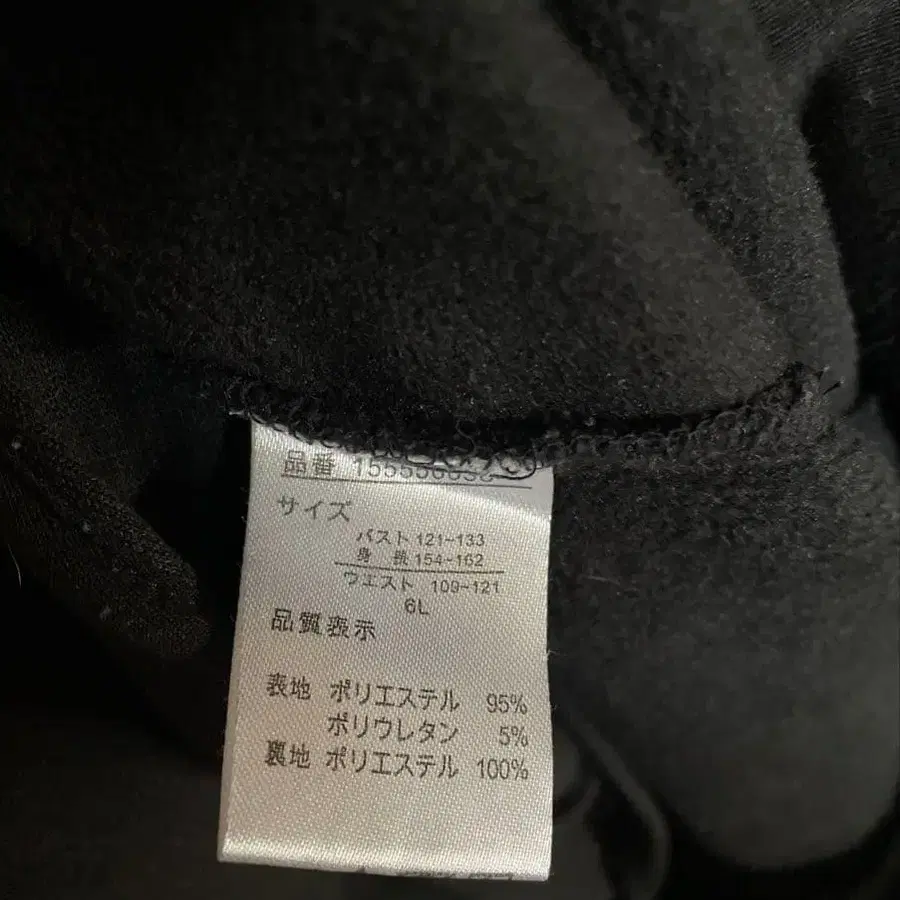 品番
サイズ
バスト 121-133
身長 154-162
ウエスト 109-121
6L
品質表示
表地 ポリエステル 95%
ポリウレタン 5%
裏地 ポリエステル 100%